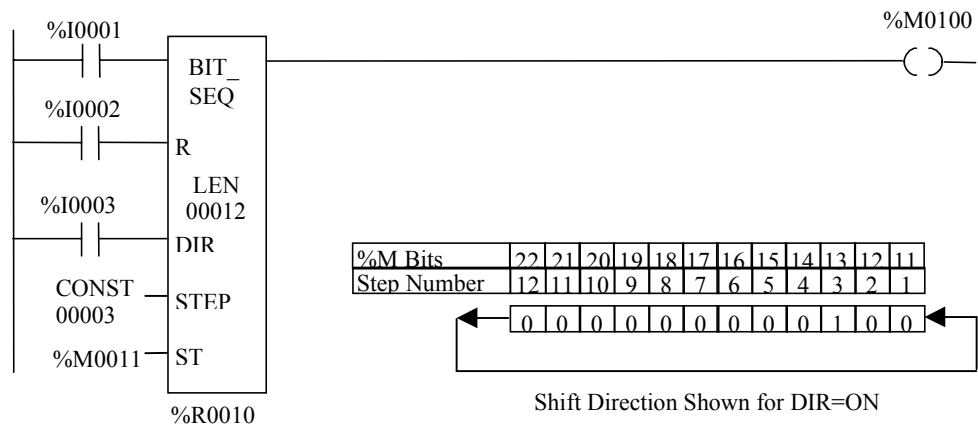 %I0001
%M0100
BIT_
SEQ
%I0002
R
LEN
00012
%I0003
DIR
CONST
00003
STEP
%M0011
ST
%R0010
%M Bits 22 21 20 19 18 17 16 15 14 13 12 11
Step Number 12 11 10 9 8 7 6 5 4 3 2 1
0 0 0 0 0 0 0 0 0 1 0 0
Shift Direction Shown for DIR=ON